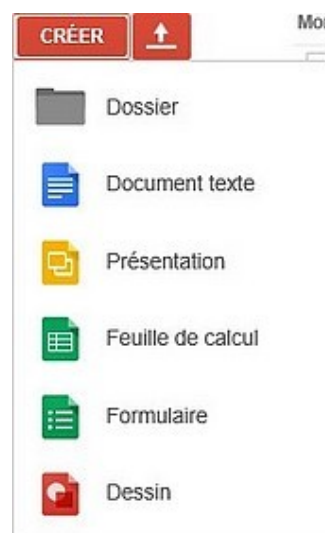 CRÉER
Dossier
Document texte
Présentation
Feuille de calcul
Formulaire
Dessin